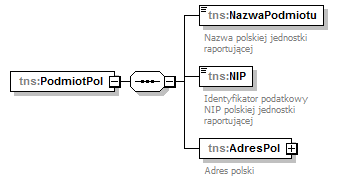 tns:NazwaPodmiotu
Nazwa polskiej jednostki
raportującej
tns:PodmiotPol
tns:NIP
Identyfikator podatkowy
NIP polskiej jednostki
raportującej
tns:AdresPol
Adres polski